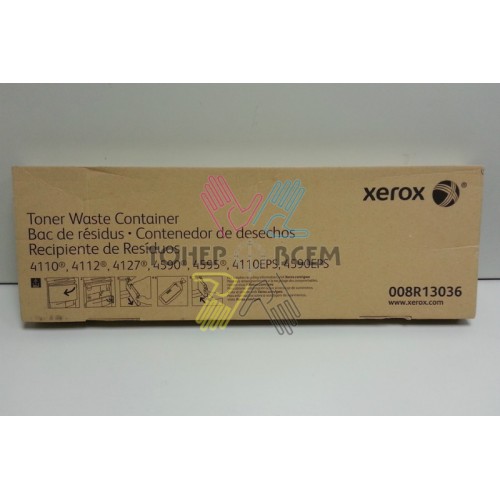 xerox
Toner Waste Container
Bac de résidus • Contenedor de desechos
Recipiente de Resíduos
4110®, 4112®, 4127®, 4590®, 4595®, 4110EPS, 4590EPS
ТОНЕР ВСЕМ
008R13036
www.xerox.com